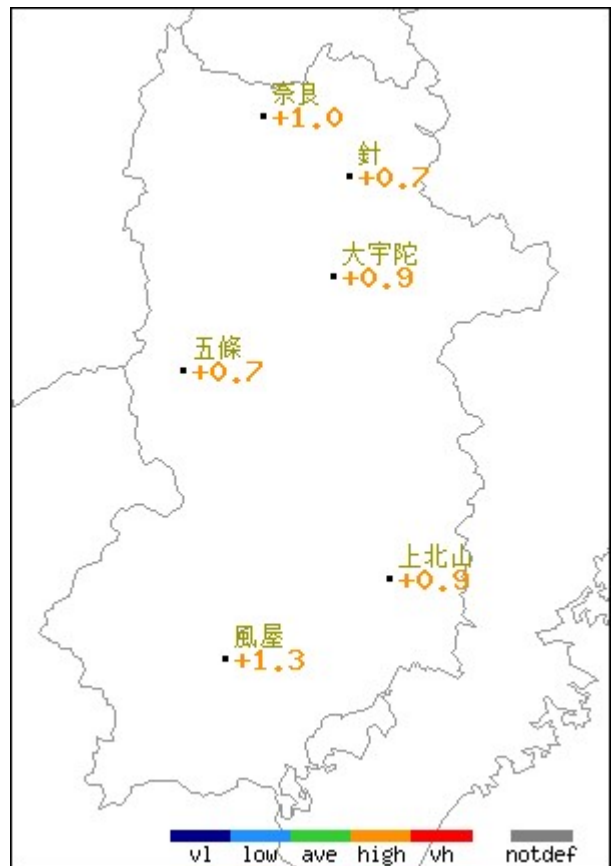 奈良
+1.0
針
+0.7
大宇陀
+0.9
五條
+0.7
上北山
+0.9
風屋
+1.3
vl low ave high vh notdef